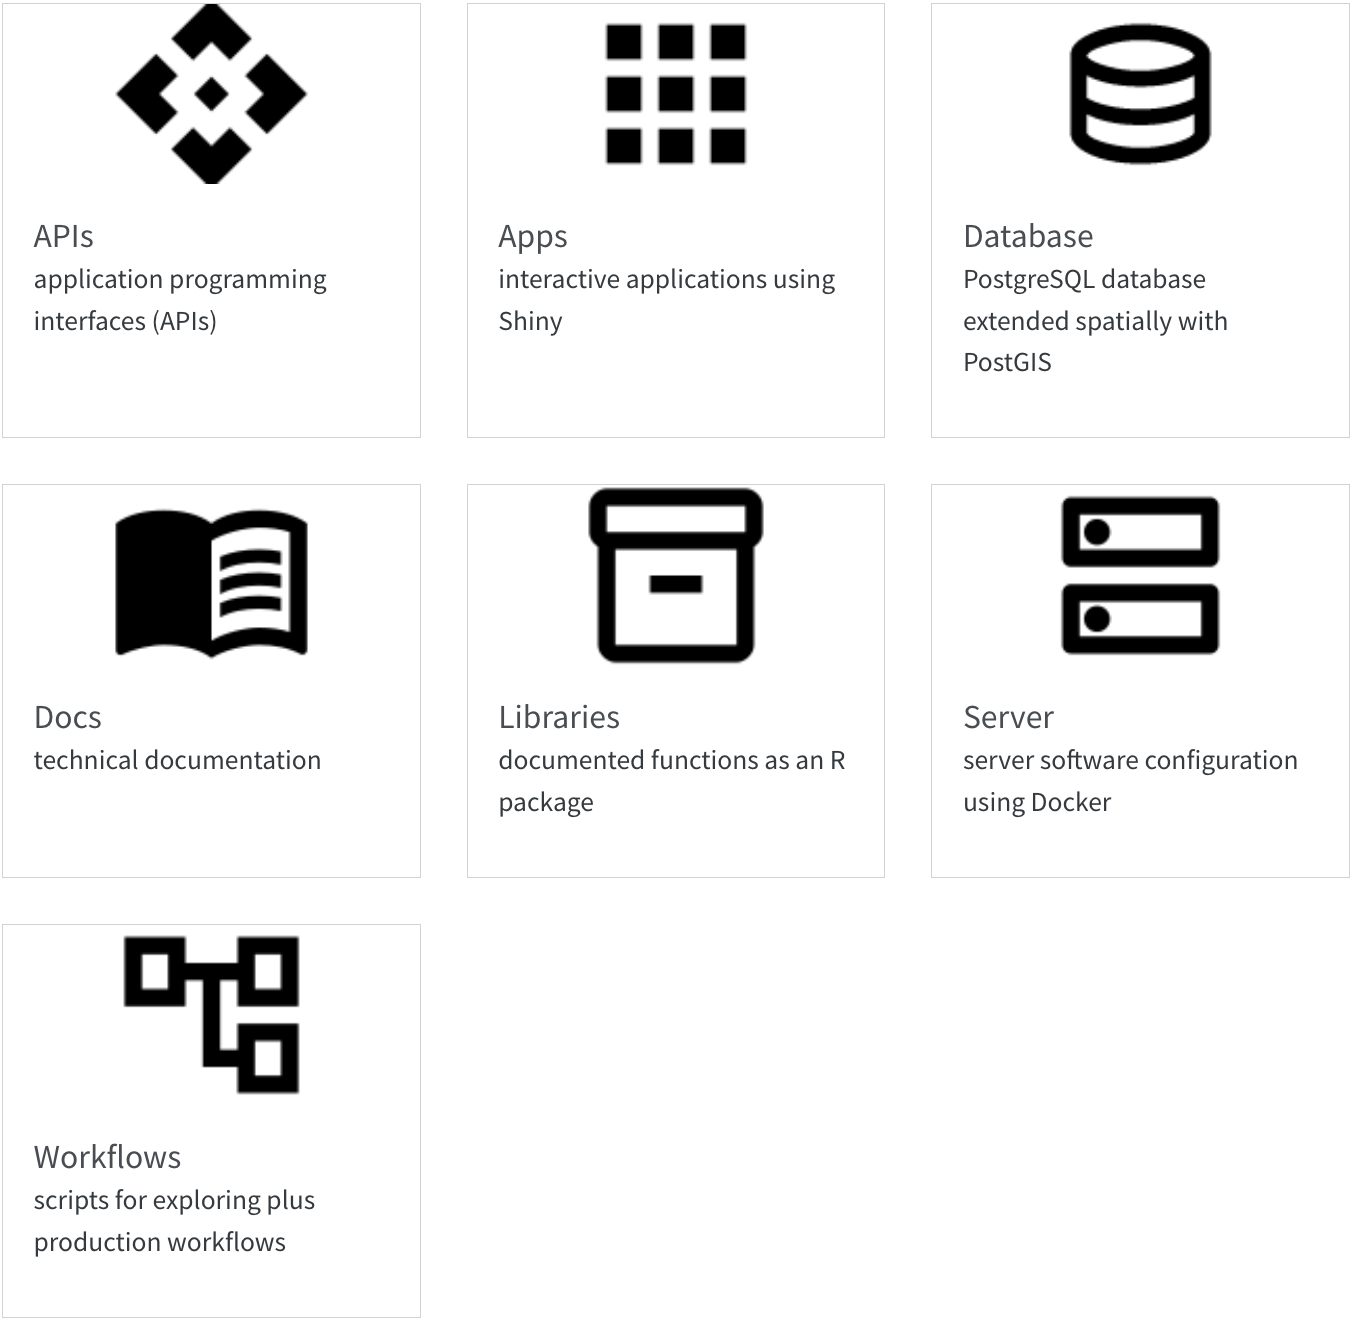 APIs
application programming
interfaces (APIs)
Apps
interactive applications using
Shiny
Database
PostgreSQL database
extended spatially with
PostGIS
Docs
technical documentation
Libraries
documented functions as an R
package
Server
server software configuration
using Docker
Workflows
scripts for exploring plus
production workflows